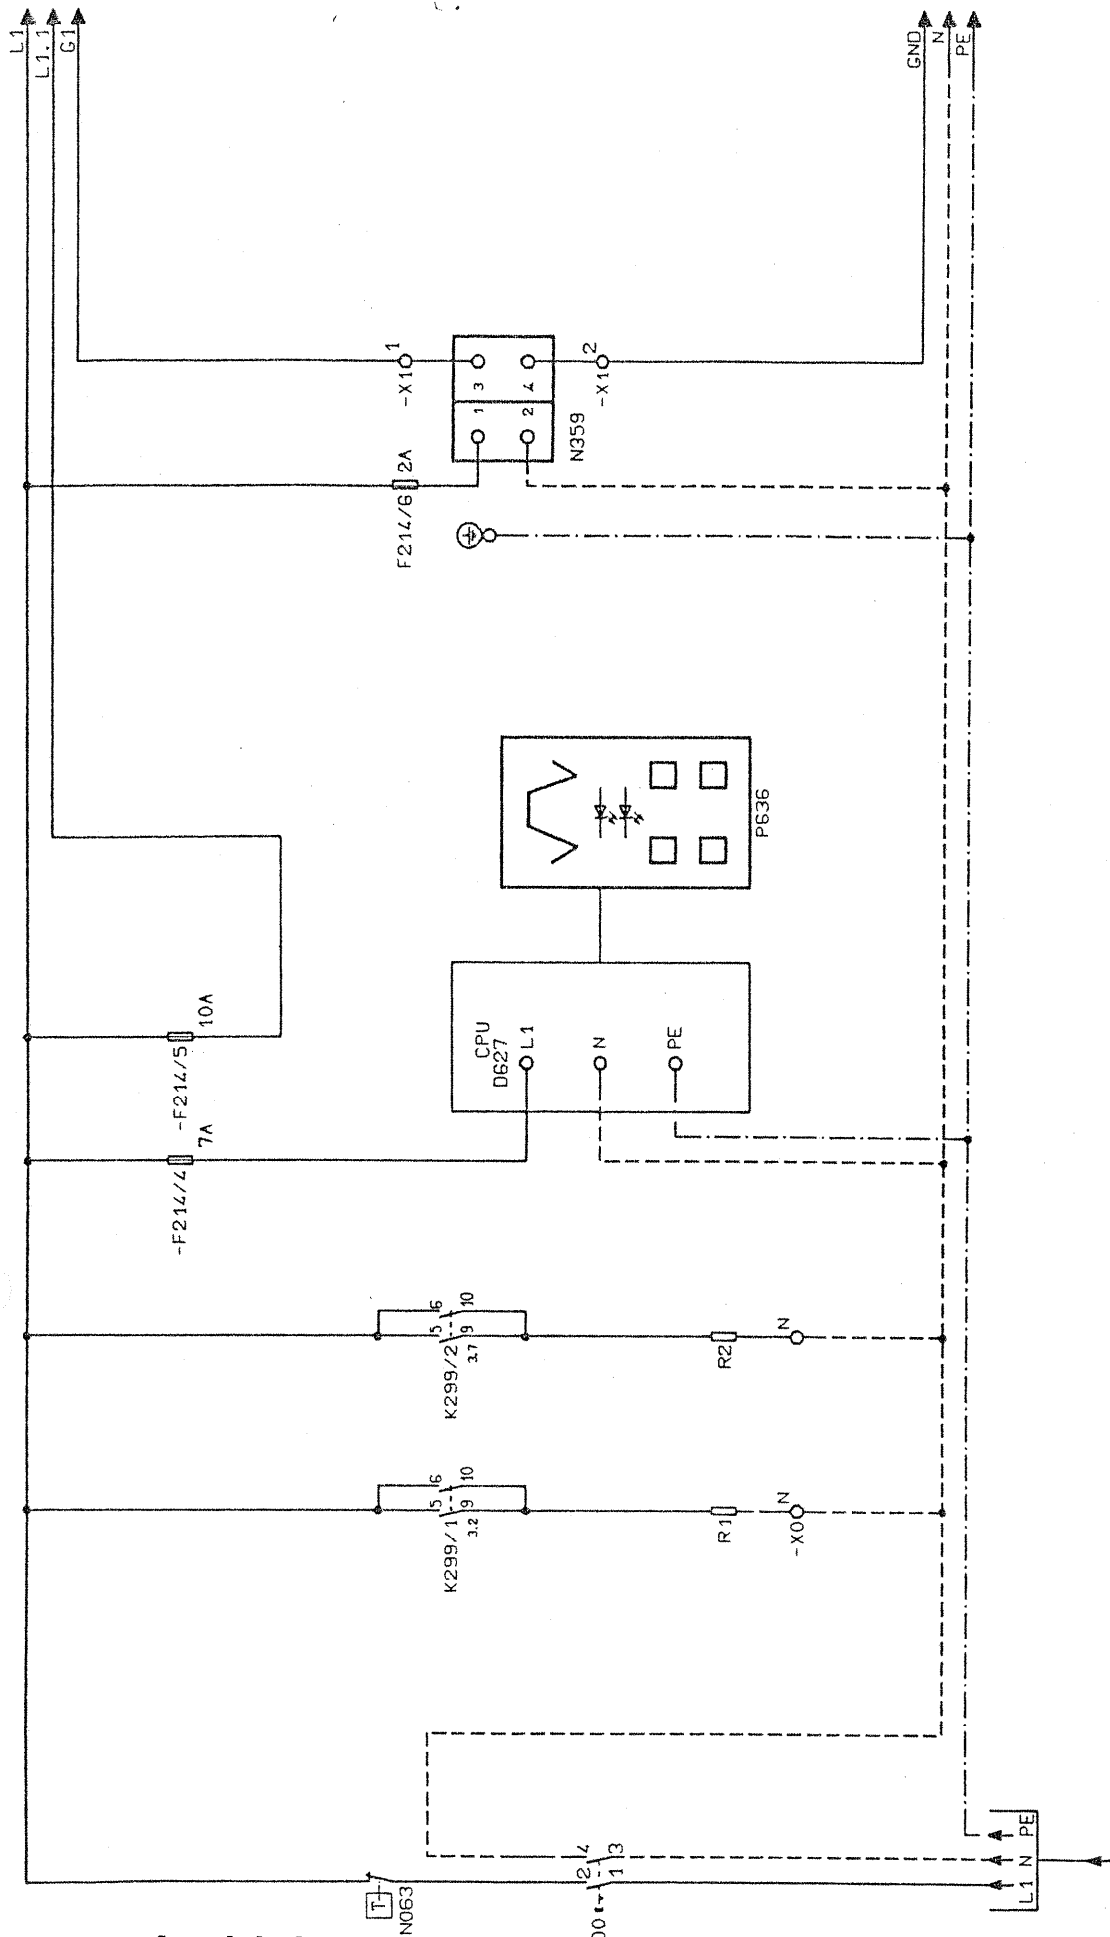 L1
L1.1
G1
GND
N
PE
-X1
1
3
4
-X1
2
1
2
N359
F214/6
2A
P636
-F214/5
10A
-F214/4
7A
CPU
D627
L1
N
PE
K299/2
3.7
5
6
9
10
R2
N
K299/1
3.2
5
6
9
10
R1
-X0
N
T
N063
2
4
1
3
L1
N
PE